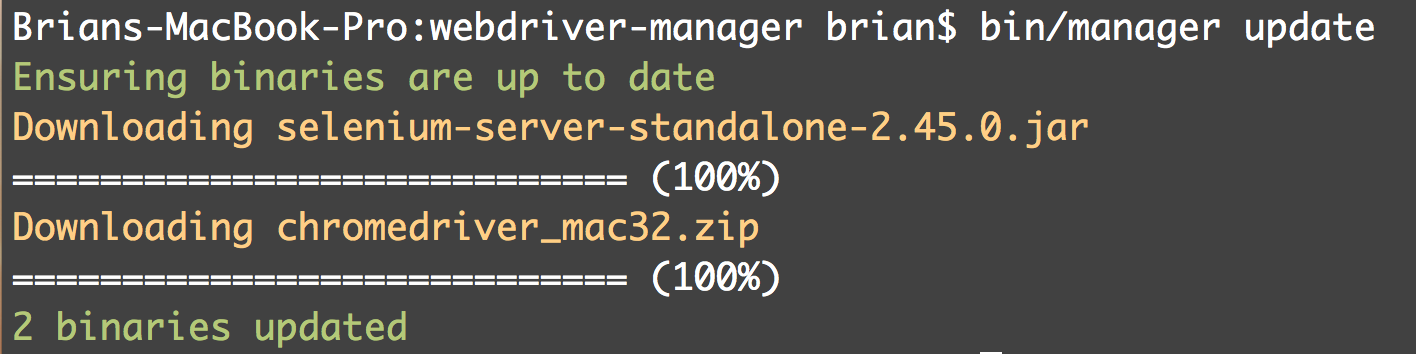 Brians-MacBook-Pro:webdriver-manager brian$ bin/manager update
Ensuring binaries are up to date
Downloading selenium-server-standalone-2.45.0.jar
============================ (100%)
Downloading chromedriver_mac32.zip
============================ (100%)
2 binaries updated